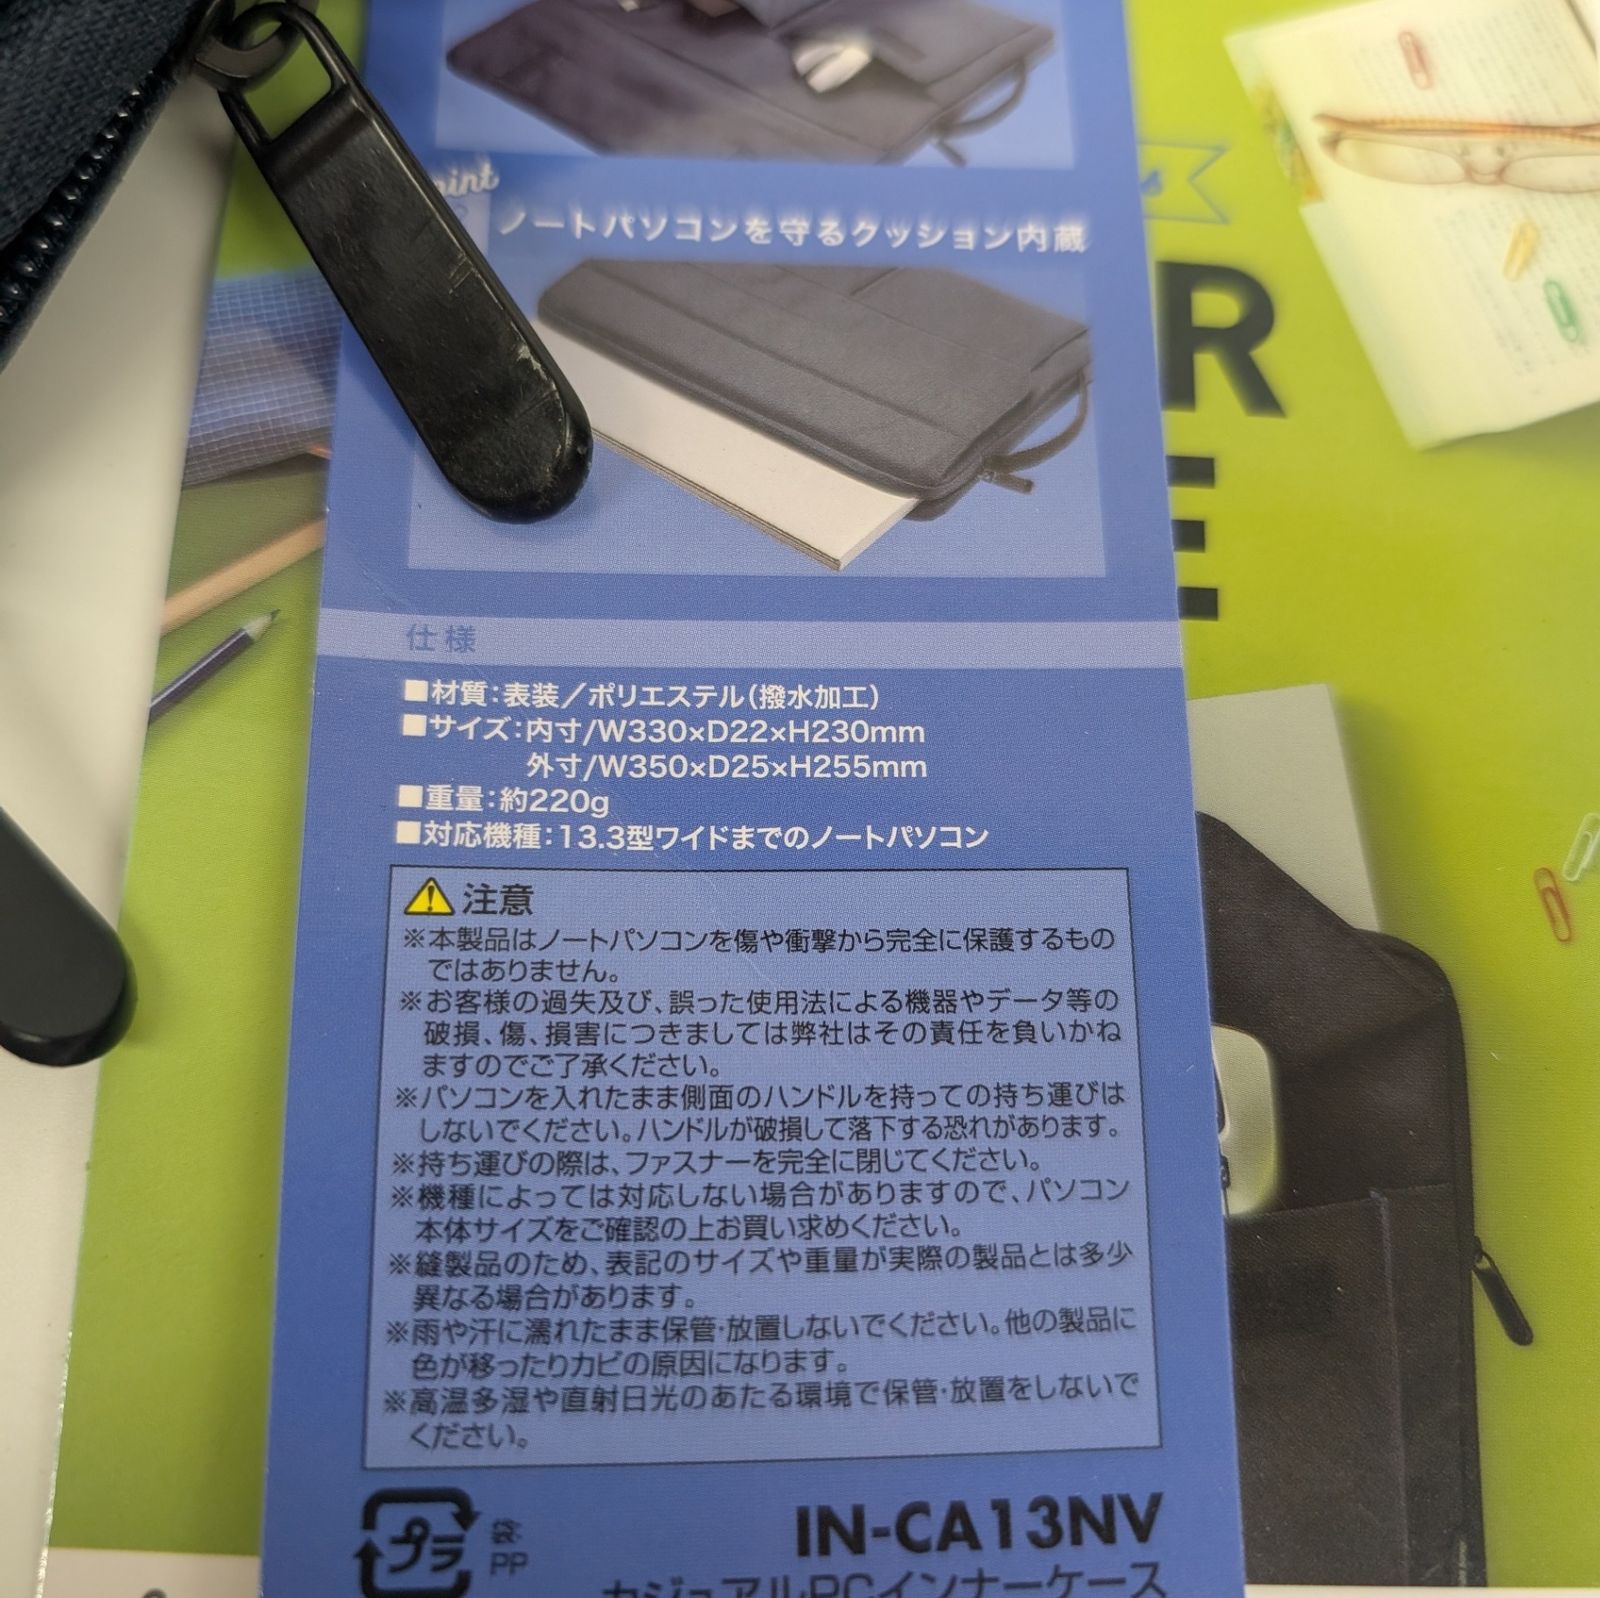 ノートパソコンを守るクッション内蔵
R
E
仕様
■材質:表装/ポリエステル(撥水加工)
■サイズ:内寸/W330×D22×H230mm
外寸/W350×D25×H255mm
■重量:約220g
■対応機種:13.3型ワイドまでのノートパソコン
注意
※本製品はノートパソコンを傷や衝撃から完全に保護するもの
ではありません。
※お客様の過失及び、誤った使用法による機器やデータ等の
破損、傷、損害につきましては弊社はその責任を負いかね
ますのでご了承ください。
※パソコンを入れたまま側面のハンドルを持っての持ち運びは
しないでください。ハンドルが破損して落下する恐れがあります。
※持ち運びの際は、ファスナーを完全に閉じてください。
※機種によっては対応しない場合がありますので、パソコン
本体サイズをご確認の上お買い求めください。
※縫製品のため、表記のサイズや重量が実際の製品とは多少
異なる場合があります。
※雨や汗に濡れたまま保管・放置しないでください。他の製品に
色が移ったりカビの原因になります。
※高温多湿や直射日光のあたる環境で保管・放置をしないで
ください。
プラ
袋
PP
IN-CA13NV
カジュアルPCインナーケース